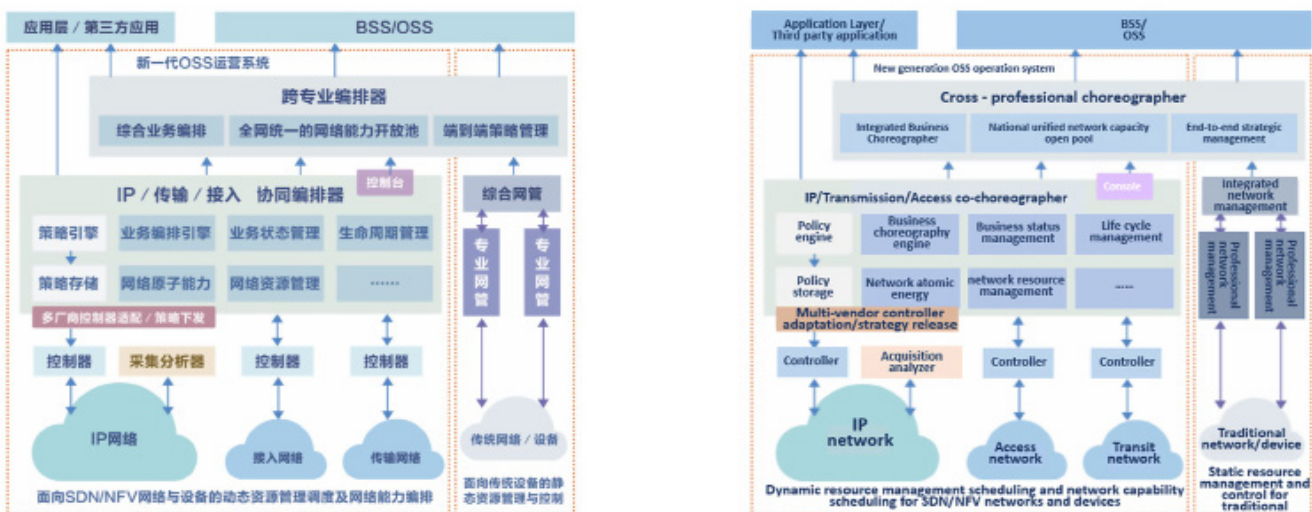 应用层 / 第三方应用
BSS/OSS
新一代OSS运营系统
跨专业编排器
综合业务编排
全网统一的网络能力开放池
端到端策略管理
控制台
IP / 传输 / 接入 协同编排器
综合网管
策略引擎
业务编排引擎
业务状态管理
生命周期管理
专业网管
专业网管
策略存储
网络原子能力
网络资源管理
……
多厂商控制器适配 / 策略下发
控制器
采集分析器
控制器
控制器
IP网络
接入网络
传输网络
传统网络 / 设备
面向SDN/NFV网络与设备的动态资源管理调度及网络能力编排
面向传统设备的静
态资源管理与控制
Application Layer/
Third party application
BSS/
OSS
New generation OSS operation system
Cross - professional choreographer
Integrated Business
Choreographer
National unified network capacity
open pool
End-to-end strategic
management
Console
IP/Transmission/Access co-choreographer
Integrated
network
management
Policy
engine
Business
choreography
engine
Business status
management
Life cycle
management
Professional
network
management
Professional
network
management
Policy
storage
Network atomic
energy
network resource
management
.....
Multi-vendor controller
adaptation/strategy release
Controller
Acquisition
analyzer
Controller
Controller
IP
network
Access
network
Transit
network
Traditional
network/device
Dynamic resource management scheduling and network capability
scheduling for SDN/NFV networks and devices
Static resource
management and
control for
traditional